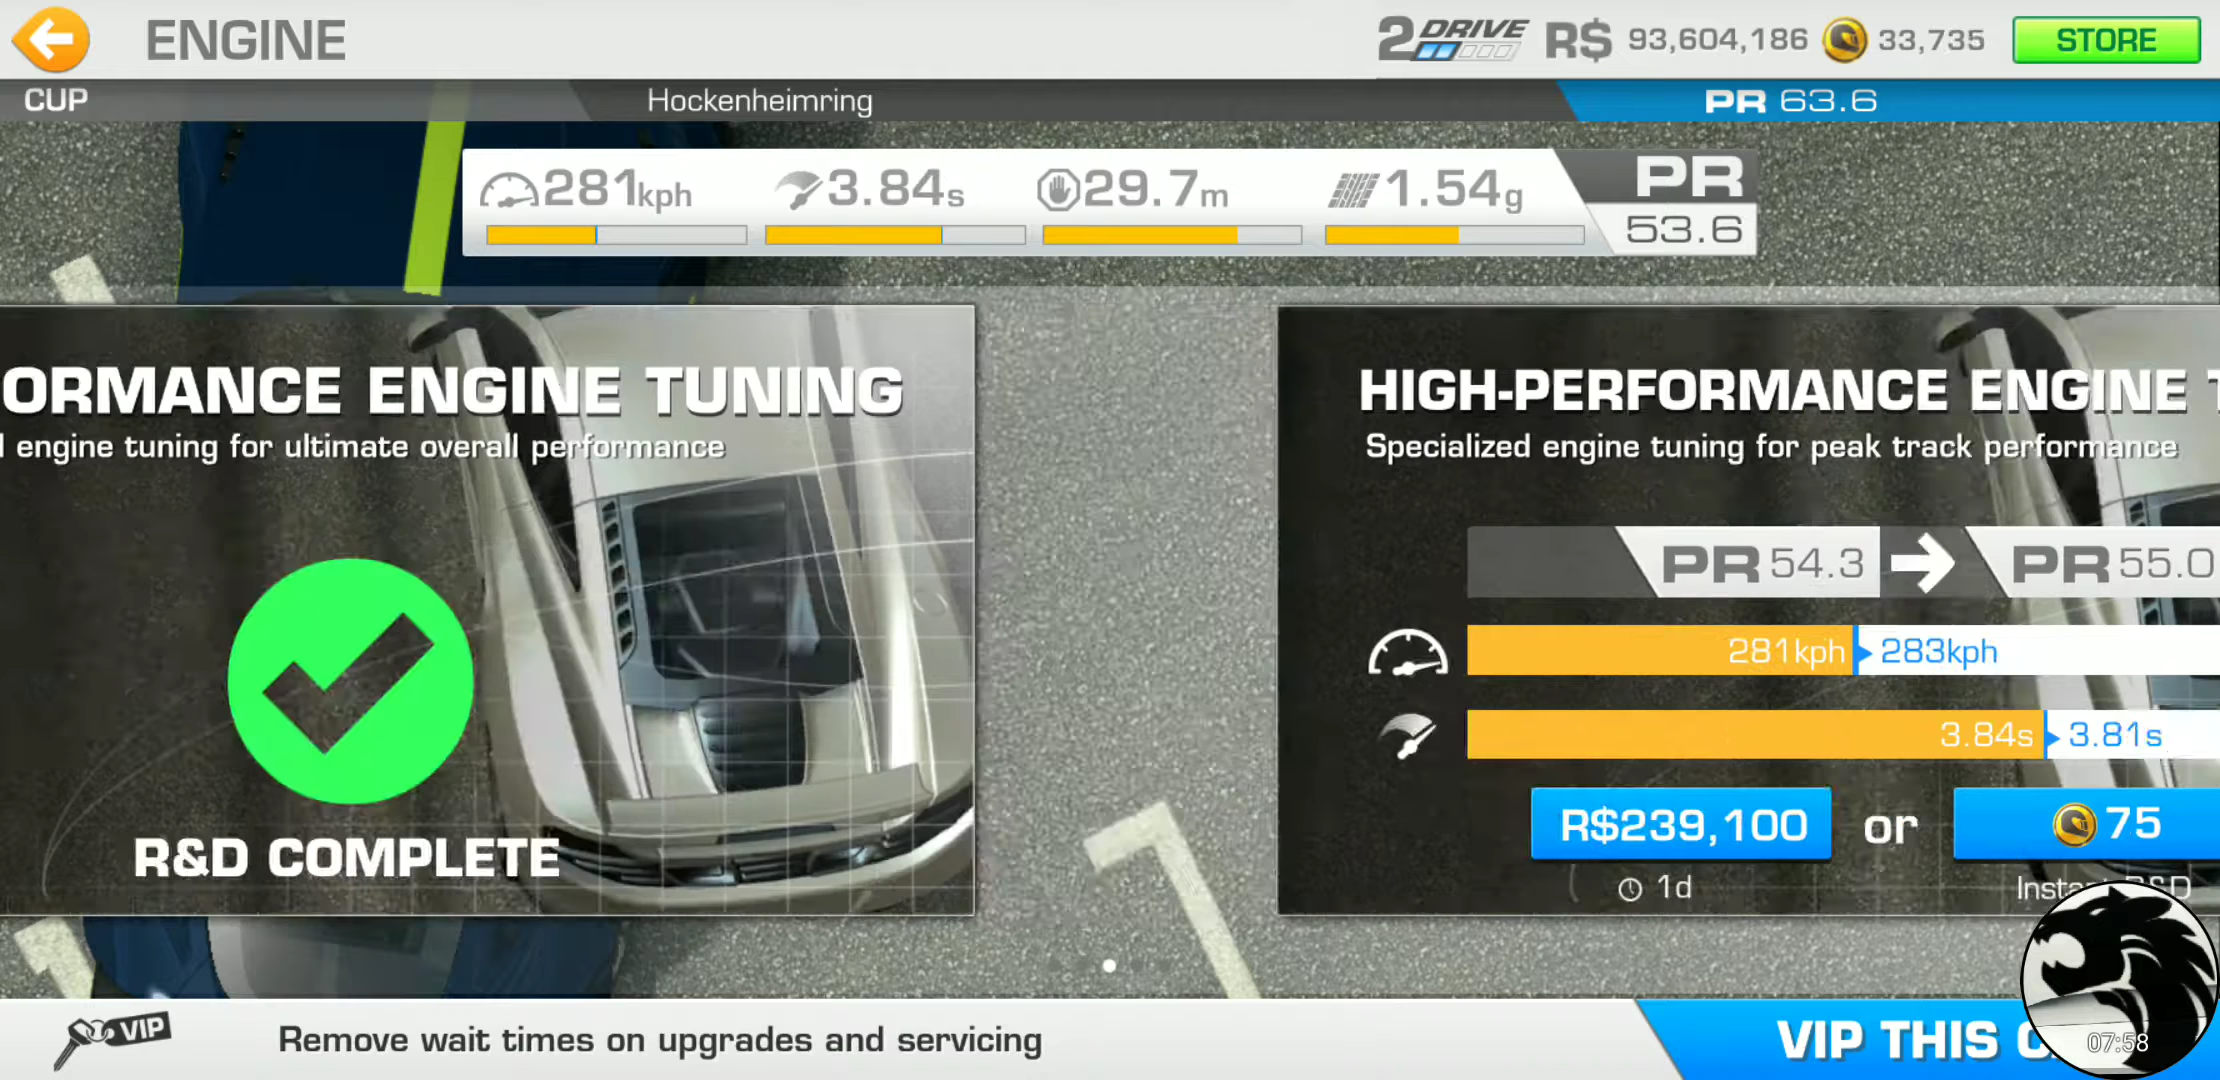 ENGINE
2 DRIVE R$ 93,604,186 33,735 STORE
CUP Hockenheimring PR 63.6
281kph 3.84s 29.7m 1.54g PR
53.6
ORMANCE ENGINE TUNING
engine tuning for ultimate overall performance
R&D COMPLETE
HIGH-PERFORMANCE ENGINE
Specialized engine tuning for peak track performance
PR 54.3 PR 55.0
281kph 283kph
3.84s 3.81s
R$239,100 or 75
1d
VIP Remove wait times on upgrades and servicing
VIP THIS
07:58